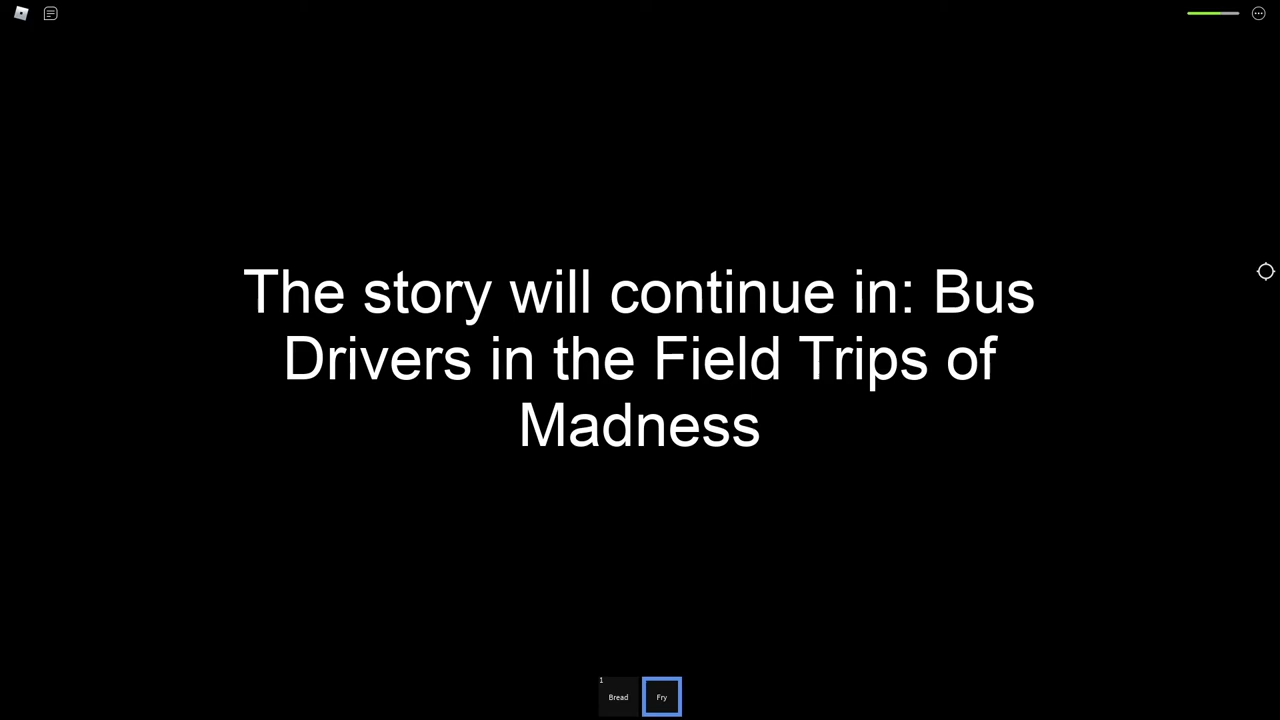 The story will continue in: Bus
Drivers in the Field Trips of
Madness
1
Bread
Fry